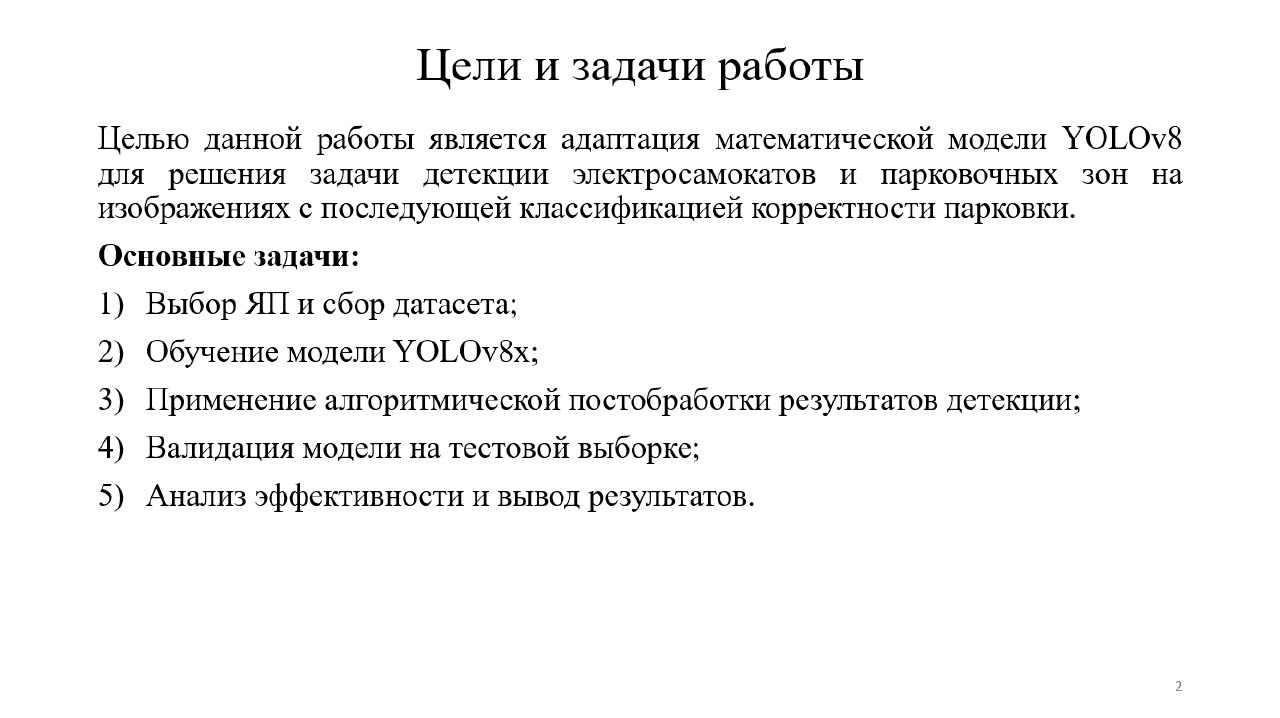 Цели и задачи работы
Целью данной работы является адаптация математической модели YOLOv8
для решения задачи детекции электросамокатов и парковочных зон на
изображениях с последующей классификацией корректности парковки.
Основные задачи:
1) Выбор ЯП и сбор датасета;
2) Обучение модели YOLOv8x;
3) Применение алгоритмической постобработки результатов детекции;
4) Валидация модели на тестовой выборке;
5) Анализ эффективности и вывод результатов.
2